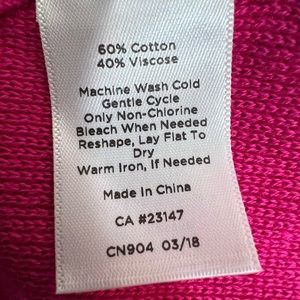 60% Cotton
40% Viscose
Machine Wash Cold
Gentle Cycle
Only Non-Chlorine
Bleach When Needed
Reshape, Lay Flat To
Dry
Warm Iron, If Needed
Made In China
CA #23147
CN904 03/18